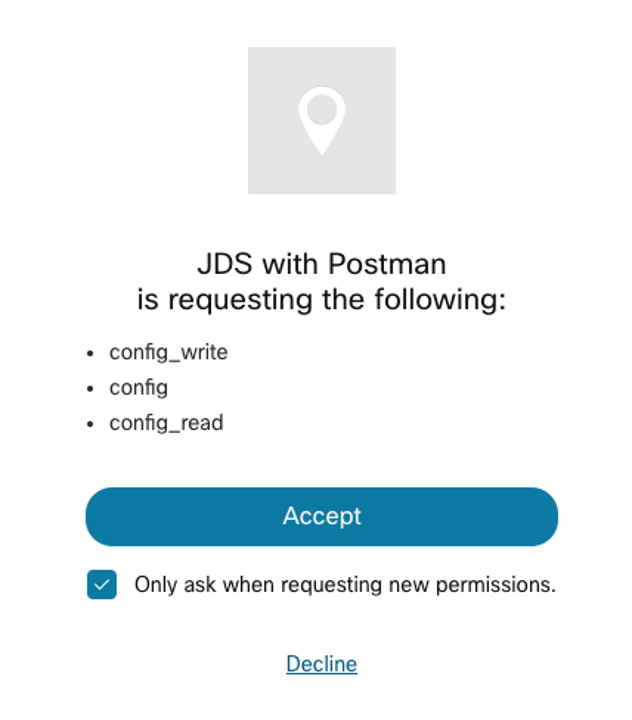 JDS with Postman
is requesting the following:
• config_write
• config
• config_read
Accept
Only ask when requesting new permissions.
Decline